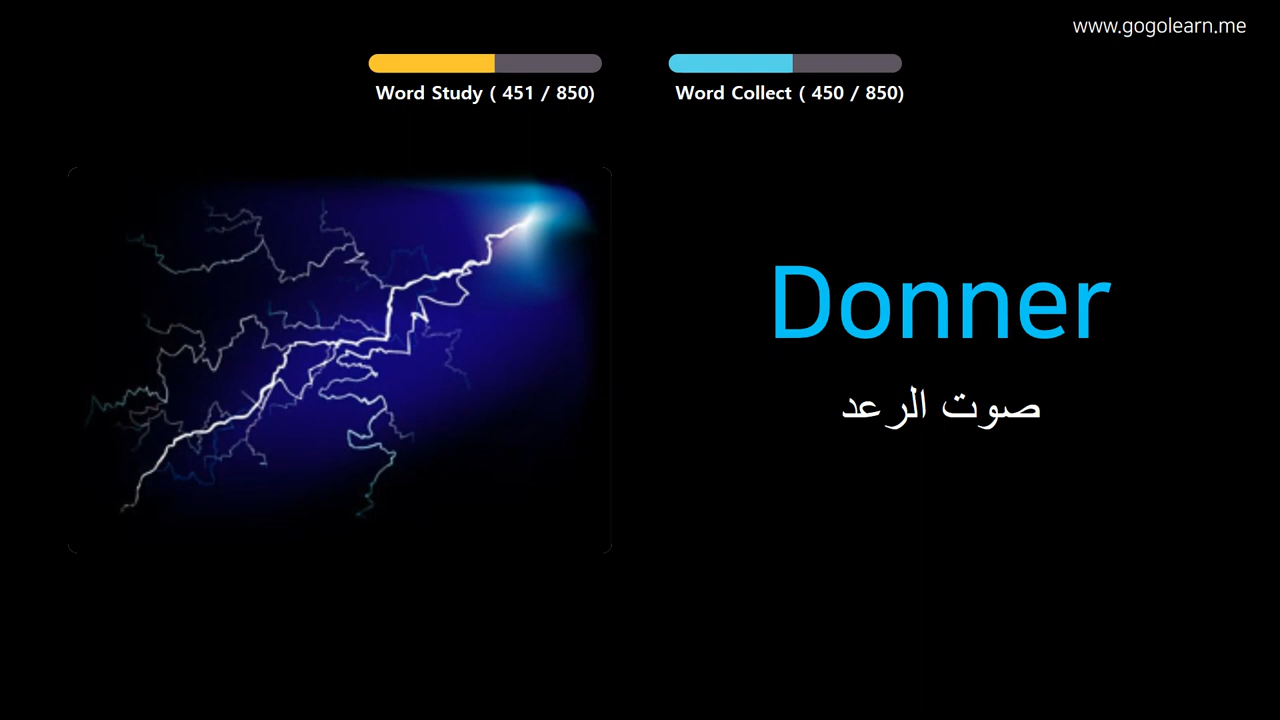 www.gogolearn.me
Word Study ( 451 / 850)
Word Collect ( 450 / 850)
Donner
صوت الرعد